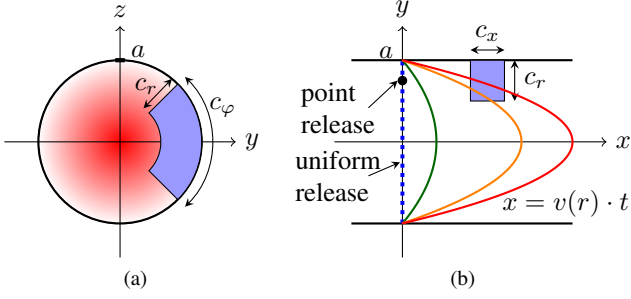 z
a
c_r
c_φ
y
(a)
y
a
c_x
c_r
point
release
uniform
release
x
x = v(r) · t
(b)